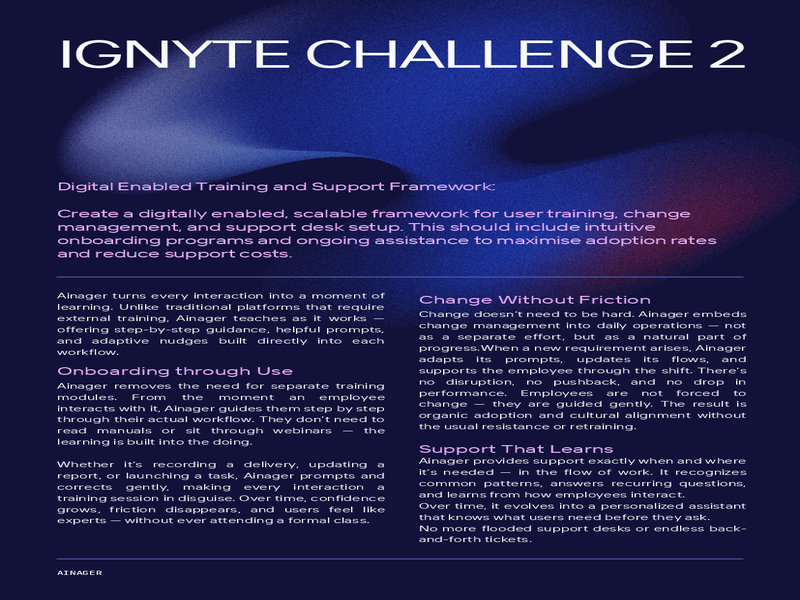 IGNYTE CHALLENGE 2
Digital Enabled Training and Support Framework:
Create a digitally enabled, scalable framework for user training, change
management, and support desk setup. This should include intuitive
onboarding programs and ongoing assistance to maximise adoption rates
and reduce support costs.
Ainager turns every interaction into a moment of
learning. Unlike traditional platforms that require
external training, Ainager teaches as it works —
offering step-by-step guidance, helpful prompts,
and adaptive nudges built directly into each
workflow.
Onboarding through Use
Ainager removes the need for separate training
modules. From the moment an employee
interacts with it, Ainager guides them step by step
through their actual workflow. They don't need to
read manuals or sit through webinars — the
learning is built into the doing.
Whether it's recording a delivery, updating a
report, or launching a task, Ainager prompts and
corrects gently, making every interaction a
training session in disguise. Over time, confidence
grows, friction disappears, and users feel like
experts — without ever attending a formal class.
Change Without Friction
Change doesn't need to be hard. Ainager embeds
change management into daily operations — not
as a separate effort, but as a natural part of
progress.When a new requirement arises, Ainager
adapts its prompts, updates its flows, and
supports the employee through the shift. There's
no disruption, no pushback, and no drop in
performance. Employees are not forced to
change — they are guided gently. The result is
organic adoption and cultural alignment without
the usual resistance or retraining.
Support That Learns
Ainager provides support exactly when and where
it's needed — in the flow of work. It recognizes
common patterns, answers recurring questions,
and learns from how employees interact.
Over time, it evolves into a personalized assistant
that knows what users need before they ask.
No more flooded support desks or endless back-
and-forth tickets.
AINAGER